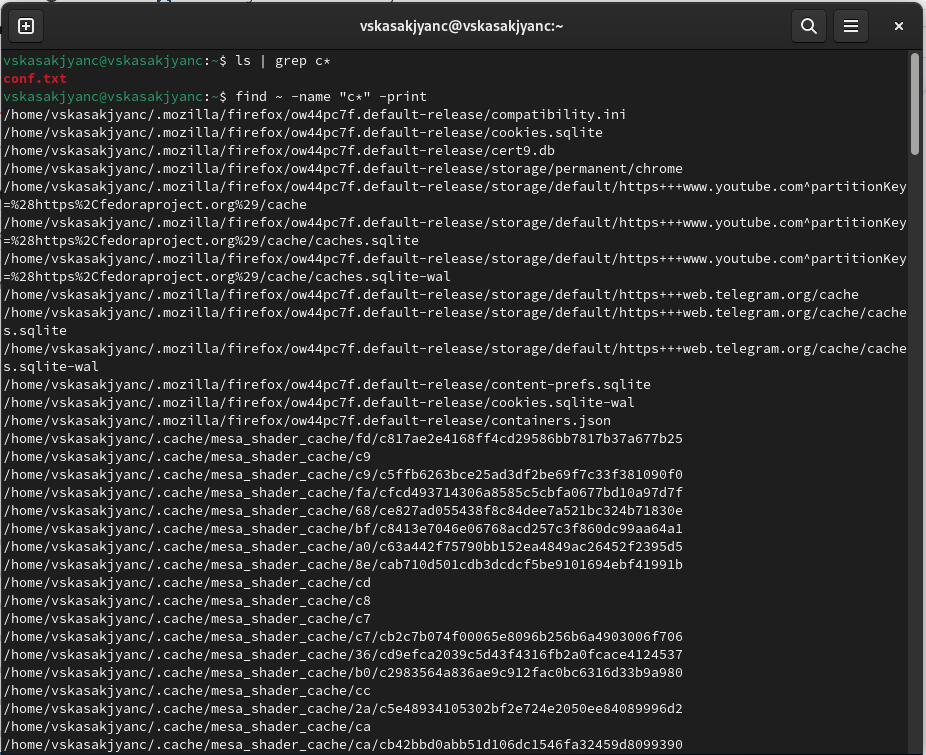 vskasakjyanc@vskasakjyanc:~
vskasakjyanc@vskasakjyanc:~$ ls | grep c*
conf.txt
vskasakjyanc@vskasakjyanc:~$ find ~ -name "c*" -print
/home/vskasakjyanc/.mozilla/firefox/ow44pc7f.default-release/compatibility.ini
/home/vskasakjyanc/.mozilla/firefox/ow44pc7f.default-release/cookies.sqlite
/home/vskasakjyanc/.mozilla/firefox/ow44pc7f.default-release/cert9.db
/home/vskasakjyanc/.mozilla/firefox/ow44pc7f.default-release/storage/permanent/chrome
/home/vskasakjyanc/.mozilla/firefox/ow44pc7f.default-release/storage/default/https+++www.youtube.com^partitionKey
=%28https%2Cfedoraproject.org%29/cache
/home/vskasakjyanc/.mozilla/firefox/ow44pc7f.default-release/storage/default/https+++www.youtube.com^partitionKey
=%28https%2Cfedoraproject.org%29/cache/caches.sqlite
/home/vskasakjyanc/.mozilla/firefox/ow44pc7f.default-release/storage/default/https+++www.youtube.com^partitionKey
=%28https%2Cfedoraproject.org%29/cache/caches.sqlite-wal
/home/vskasakjyanc/.mozilla/firefox/ow44pc7f.default-release/storage/default/https+++web.telegram.org/cache
/home/vskasakjyanc/.mozilla/firefox/ow44pc7f.default-release/storage/default/https+++web.telegram.org/cache/cache
s.sqlite
/home/vskasakjyanc/.mozilla/firefox/ow44pc7f.default-release/storage/default/https+++web.telegram.org/cache/cache
s.sqlite-wal
/home/vskasakjyanc/.mozilla/firefox/ow44pc7f.default-release/content-prefs.sqlite
/home/vskasakjyanc/.mozilla/firefox/ow44pc7f.default-release/cookies.sqlite-wal
/home/vskasakjyanc/.mozilla/firefox/ow44pc7f.default-release/containers.json
/home/vskasakjyanc/.cache/mesa_shader_cache/fd/c817ae2e4168ff4cd29586bb7817b37a677b25
/home/vskasakjyanc/.cache/mesa_shader_cache/c9
/home/vskasakjyanc/.cache/mesa_shader_cache/c9/c5ffb6263bce25ad3df2be69f7c33f381090f0
/home/vskasakjyanc/.cache/mesa_shader_cache/fa/cfcd493714306a8585c5cbfa0677bd10a97d7f
/home/vskasakjyanc/.cache/mesa_shader_cache/68/ce827ad055438f8c84dee7a521bc324b71830e
/home/vskasakjyanc/.cache/mesa_shader_cache/bf/c8413e7046e06768acd257c3f860dc99aa64a1
/home/vskasakjyanc/.cache/mesa_shader_cache/a0/c63a442f75790bb152ea4849ac26452f2395d5
/home/vskasakjyanc/.cache/mesa_shader_cache/8e/cab710d501cdb3dcdcf5be9101694ebf41991b
/home/vskasakjyanc/.cache/mesa_shader_cache/cd
/home/vskasakjyanc/.cache/mesa_shader_cache/c8
/home/vskasakjyanc/.cache/mesa_shader_cache/c7
/home/vskasakjyanc/.cache/mesa_shader_cache/c7/cb2c7b074f00065e8096b256b6a4903006f706
/home/vskasakjyanc/.cache/mesa_shader_cache/36/cd9efca2039c5d43f4316fb2a0fcace4124537
/home/vskasakjyanc/.cache/mesa_shader_cache/b0/c2983564a836ae9c912fac0bc6316d33b9a980
/home/vskasakjyanc/.cache/mesa_shader_cache/cc
/home/vskasakjyanc/.cache/mesa_shader_cache/2a/c5e48934105302bf2e724e2050ee84089996d2
/home/vskasakjyanc/.cache/mesa_shader_cache/ca
/home/vskasakjyanc/.cache/mesa_shader_cache/ca/cb42bbd0abb51d106dc1546fa32459d8099390